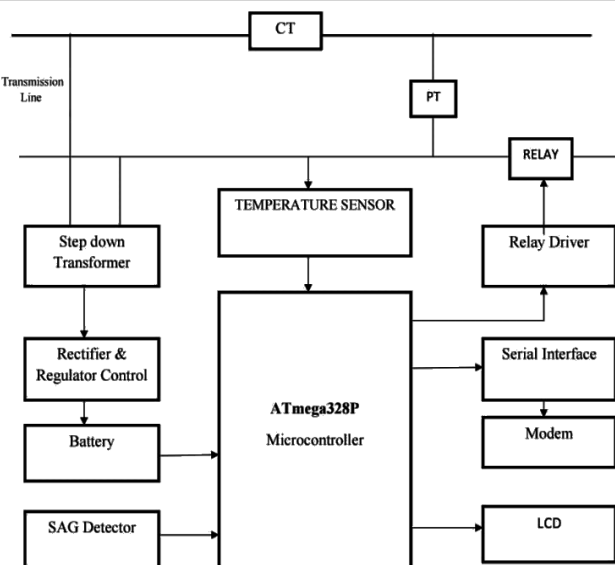 CT
Transmission
Line
PT
RELAY
TEMPERATURE SENSOR
Step down
Transformer
Relay Driver
Rectifier &
Regulator Control
Serial Interface
ATmega328P
Microcontroller
Battery
Modem
SAG Detector
LCD